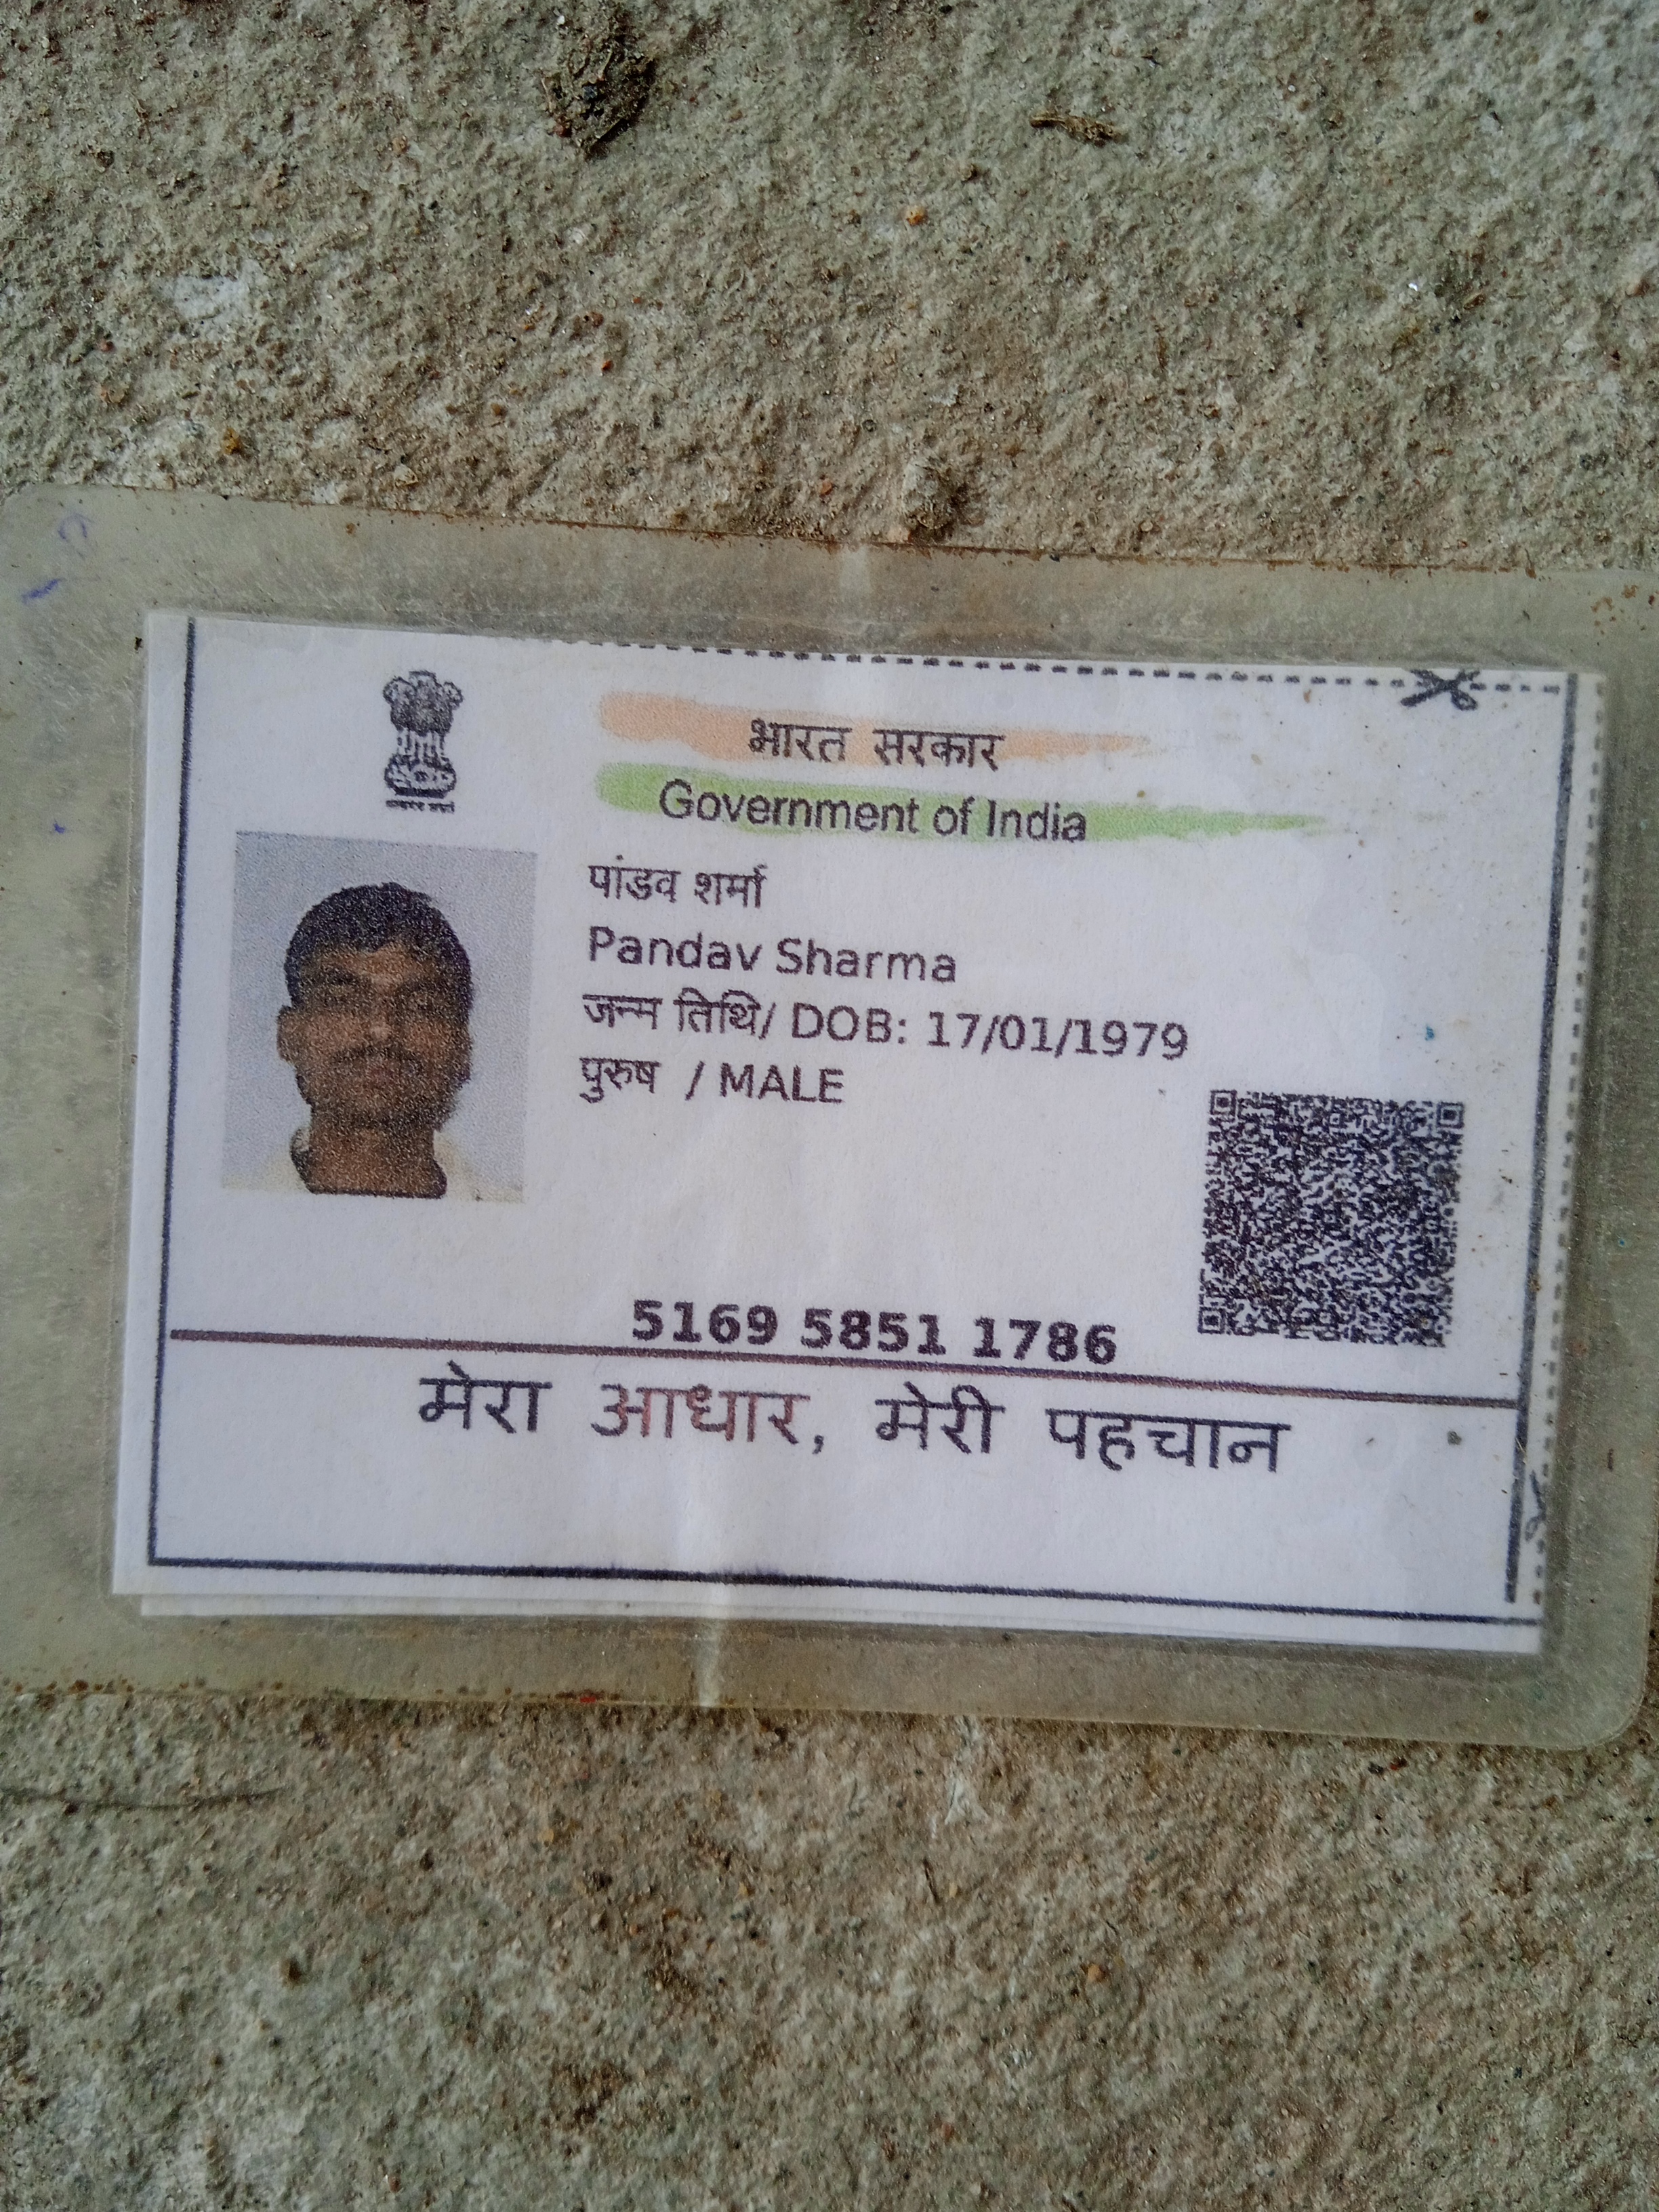 भारत सरकार
Government of India
पांडव शर्मा
Pandav Sharma
जन्म तिथि/ DOB: 17/01/1979
पुरुष / MALE
5169 5851 1786
मेरा आधार, मेरी पहचान